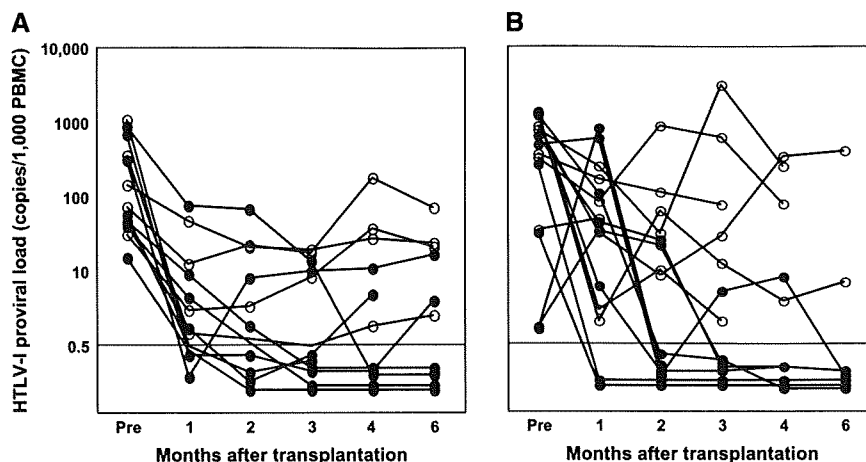 A
B
HTLV-I proviral load (copies/1,000 PBMC)
10,000
1000
100
10
0.5
Pre 1 2 3 4 6
Months after transplantation
Pre 1 2 3 4 6
Months after transplantation